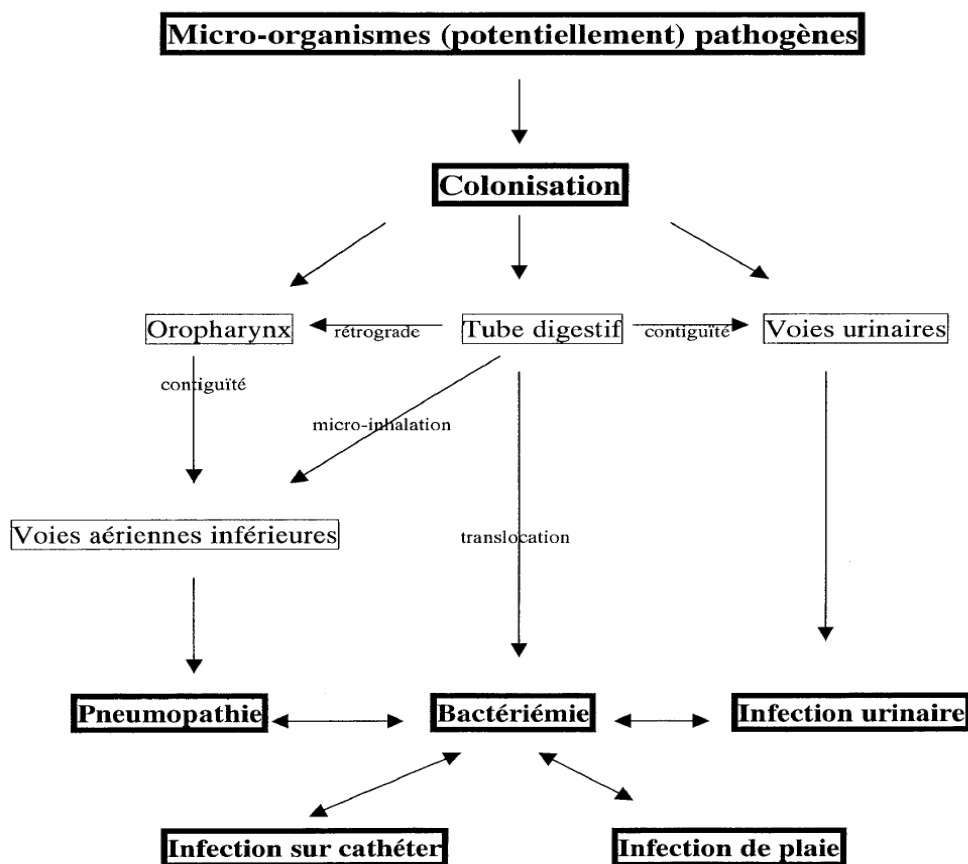 Micro-organismes (potentiellement) pathogènes
Colonisation
Oropharynx
rétrograde
Tube digestif
contiguïté
Voies urinaires
contiguïté
micro-inhalation
Voies aériennes inférieures
translocation
Pneumopathie
Bactériémie
Infection urinaire
Infection sur cathéter
Infection de plaie